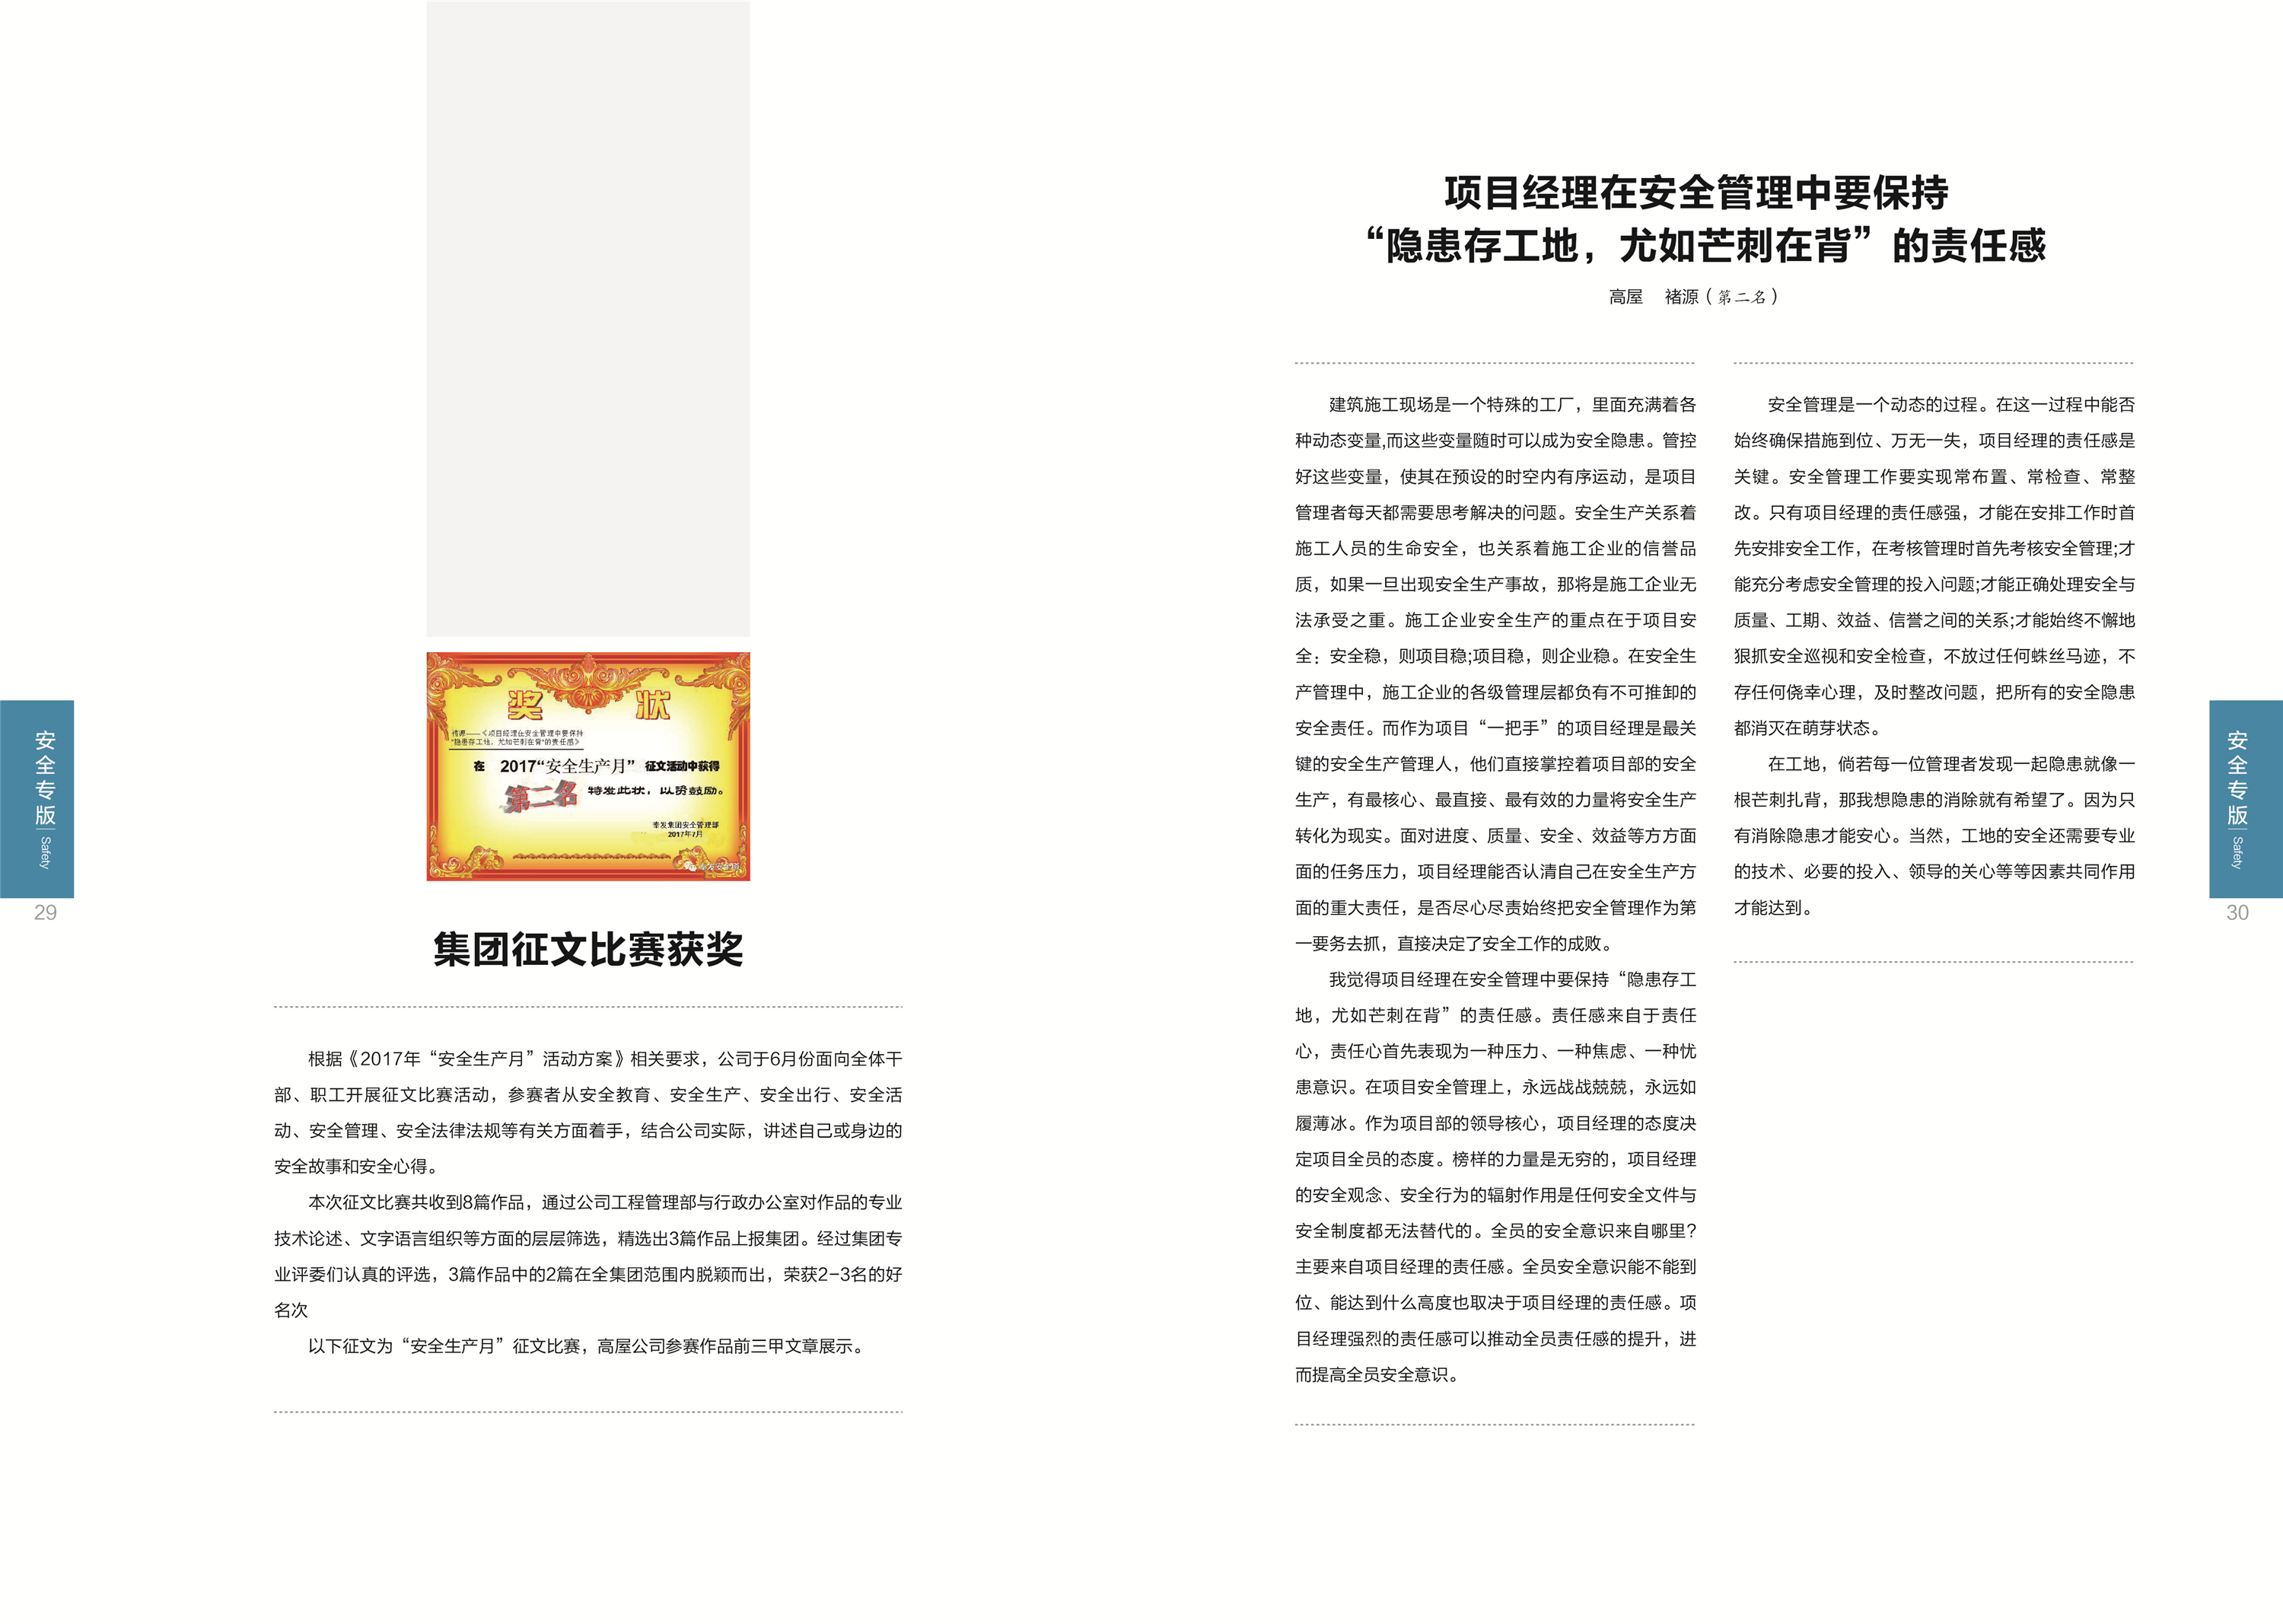 奖 状
褚源——《项目经理在安全管理中要保持
“隐患存工地，尤如芒刺在背”的责任感》
在 2017“安全生产月” 征文活动中获得
第二名 特发此状，以资鼓励。
奉发集团安全管理部
2017年7月
集团征文比赛获奖
根据《2017年“安全生产月”活动方案》相关要求，公司于6月份面向全体干
部、职工开展征文比赛活动，参赛者从安全教育、安全生产、安全出行、安全活
动、安全管理、安全法律法规等有关方面着手，结合公司实际，讲述自己或身边的
安全故事和安全心得。
本次征文比赛共收到8篇作品，通过公司工程管理部与行政办公室对作品的专业
技术论述、文字语言组织等方面的层层筛选，精选出3篇作品上报集团。经过集团专
业评委们认真的评选，3篇作品中的2篇在全集团范围内脱颖而出，荣获2-3名的好
名次
以下征文为“安全生产月”征文比赛，高屋公司参赛作品前三甲文章展示。
安全专版
Safety
29
项目经理在安全管理中要保持
“隐患存工地，尤如芒刺在背”的责任感
高屋 褚源（第二名）
建筑施工现场是一个特殊的工厂，里面充满着各
种动态变量,而这些变量随时可以成为安全隐患。管控
好这些变量，使其在预设的时空内有序运动，是项目
管理者每天都需要思考解决的问题。安全生产关系着
施工人员的生命安全，也关系着施工企业的信誉品
质，如果一旦出现安全生产事故，那将是施工企业无
法承受之重。施工企业安全生产的重点在于项目安
全：安全稳，则项目稳;项目稳，则企业稳。在安全生
产管理中，施工企业的各级管理层都负有不可推卸的
安全责任。而作为项目“一把手”的项目经理是最关
键的安全生产管理人，他们直接掌控着项目部的安全
生产，有最核心、最直接、最有效的力量将安全生产
转化为现实。面对进度、质量、安全、效益等方方面
面的任务压力，项目经理能否认清自己在安全生产方
面的重大责任，是否尽心尽责始终把安全管理作为第
一要务去抓，直接决定了安全工作的成败。
我觉得项目经理在安全管理中要保持“隐患存工
地，尤如芒刺在背”的责任感。责任感来自于责任
心，责任心首先表现为一种压力、一种焦虑、一种忧
患意识。在项目安全管理上，永远战战兢兢，永远如
履薄冰。作为项目部的领导核心，项目经理的态度决
定项目全员的态度。榜样的力量是无穷的，项目经理
的安全观念、安全行为的辐射作用是任何安全文件与
安全制度都无法替代的。全员的安全意识来自哪里？
主要来自项目经理的责任感。全员安全意识能不能到
位、能达到什么高度也取决于项目经理的责任感。项
目经理强烈的责任感可以推动全员责任感的提升，进
而提高全员安全意识。
安全管理是一个动态的过程。在这一过程中能否
始终确保措施到位、万无一失，项目经理的责任感是
关键。安全管理工作要实现常布置、常检查、常整
改。只有项目经理的责任感强，才能在安排工作时首
先安排安全工作，在考核管理时首先考核安全管理;才
能充分考虑安全管理的投入问题;才能正确处理安全与
质量、工期、效益、信誉之间的关系;才能始终不懈地
狠抓安全巡视和安全检查，不放过任何蛛丝马迹，不
存任何侥幸心理，及时整改问题，把所有的安全隐患
都消灭在萌芽状态。
在工地，倘若每一位管理者发现一起隐患就像一
根芒刺扎背，那我想隐患的消除就有希望了。因为只
有消除隐患才能安心。当然，工地的安全还需要专业
的技术、必要的投入、领导的关心等等因素共同作用
才能达到。
安全专版
Safety
30